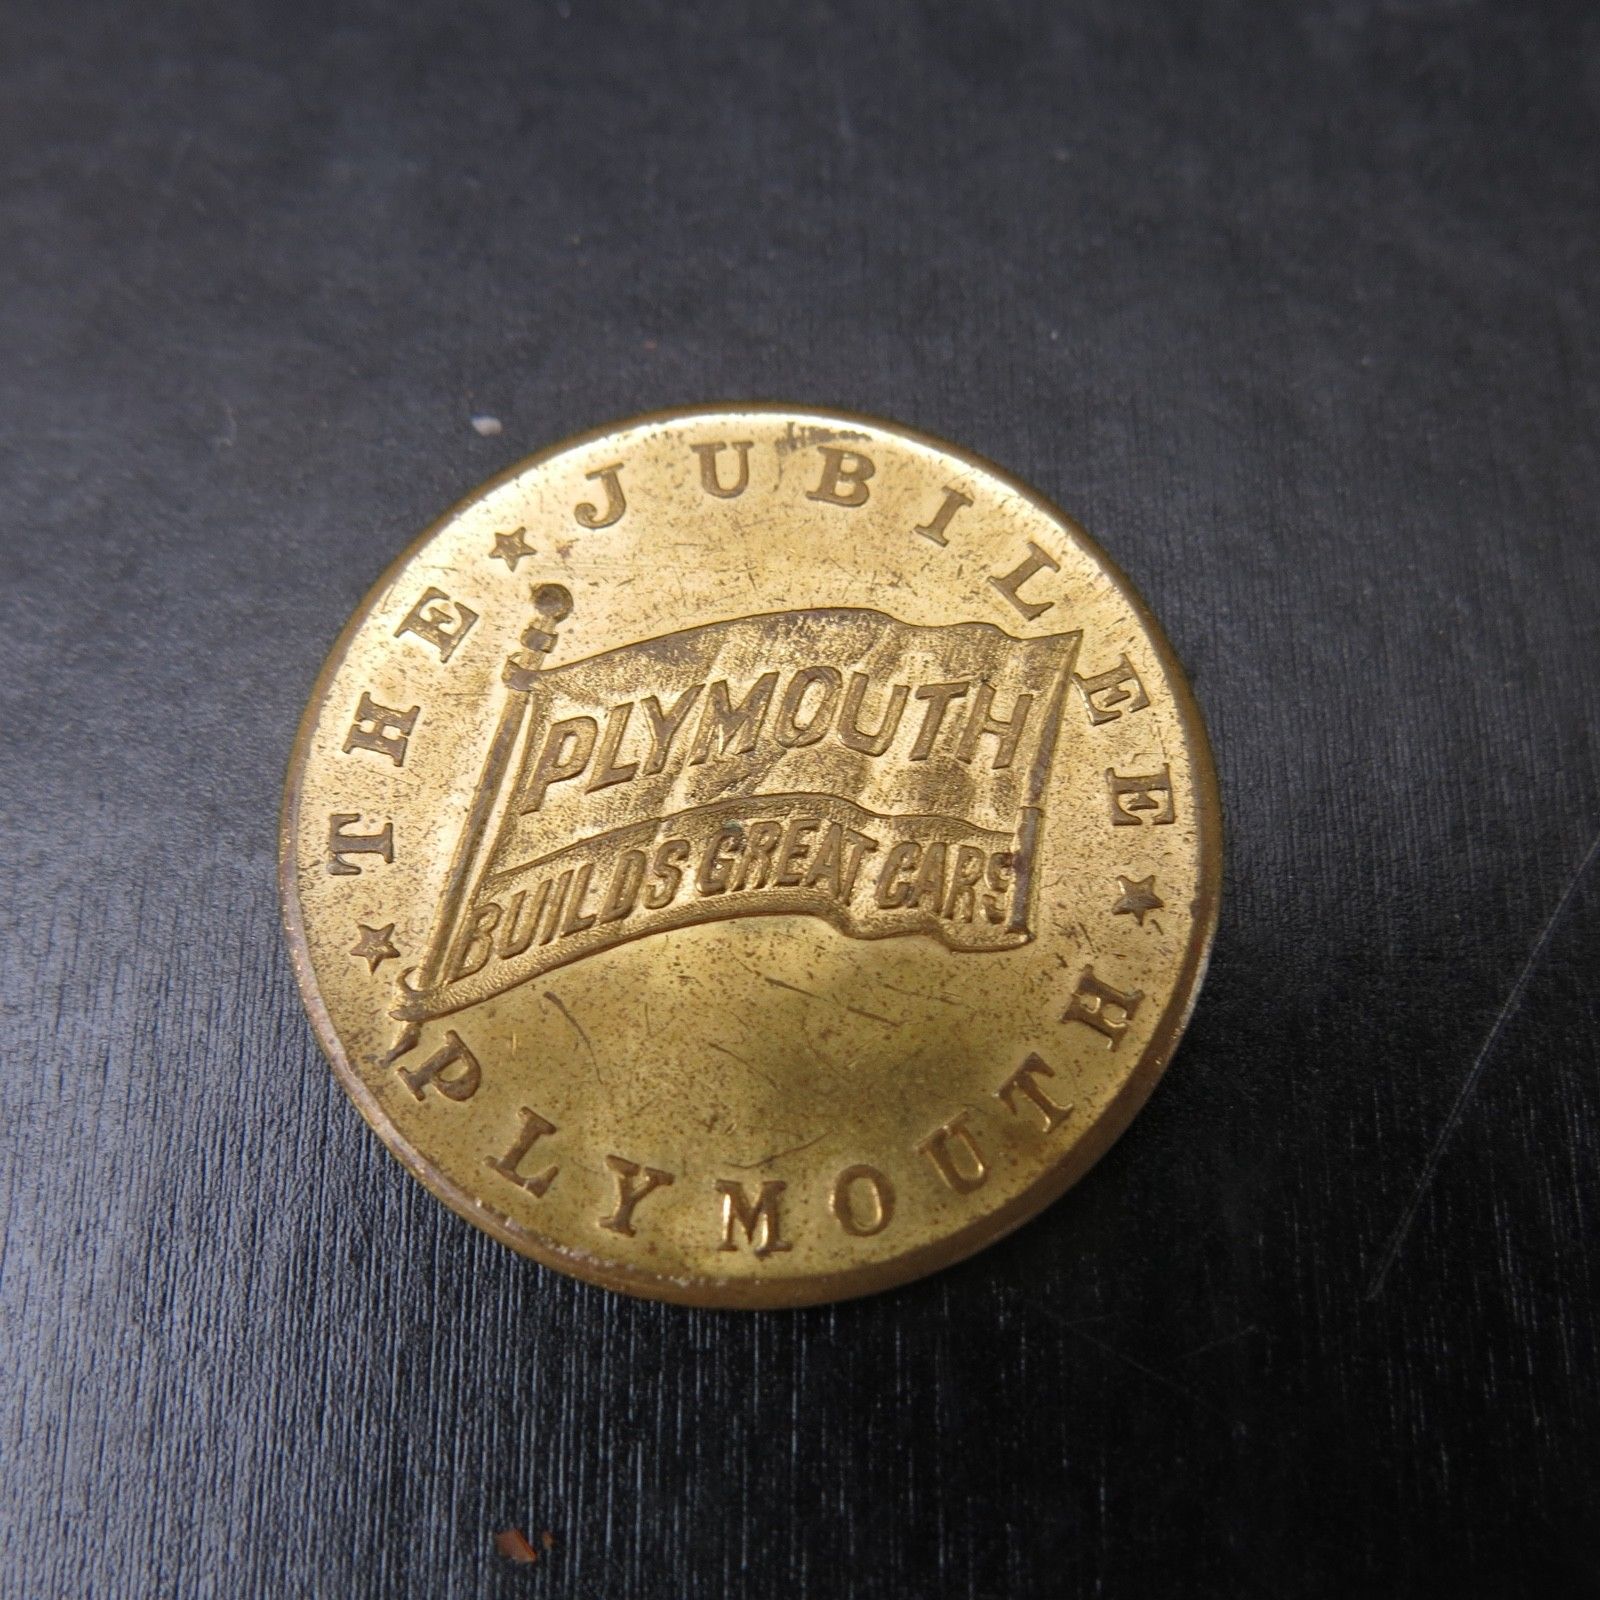 THE ★ JUBILEE ★
PLYMOUTH
BUILDS GREAT CARS
★ PLYMOUTH